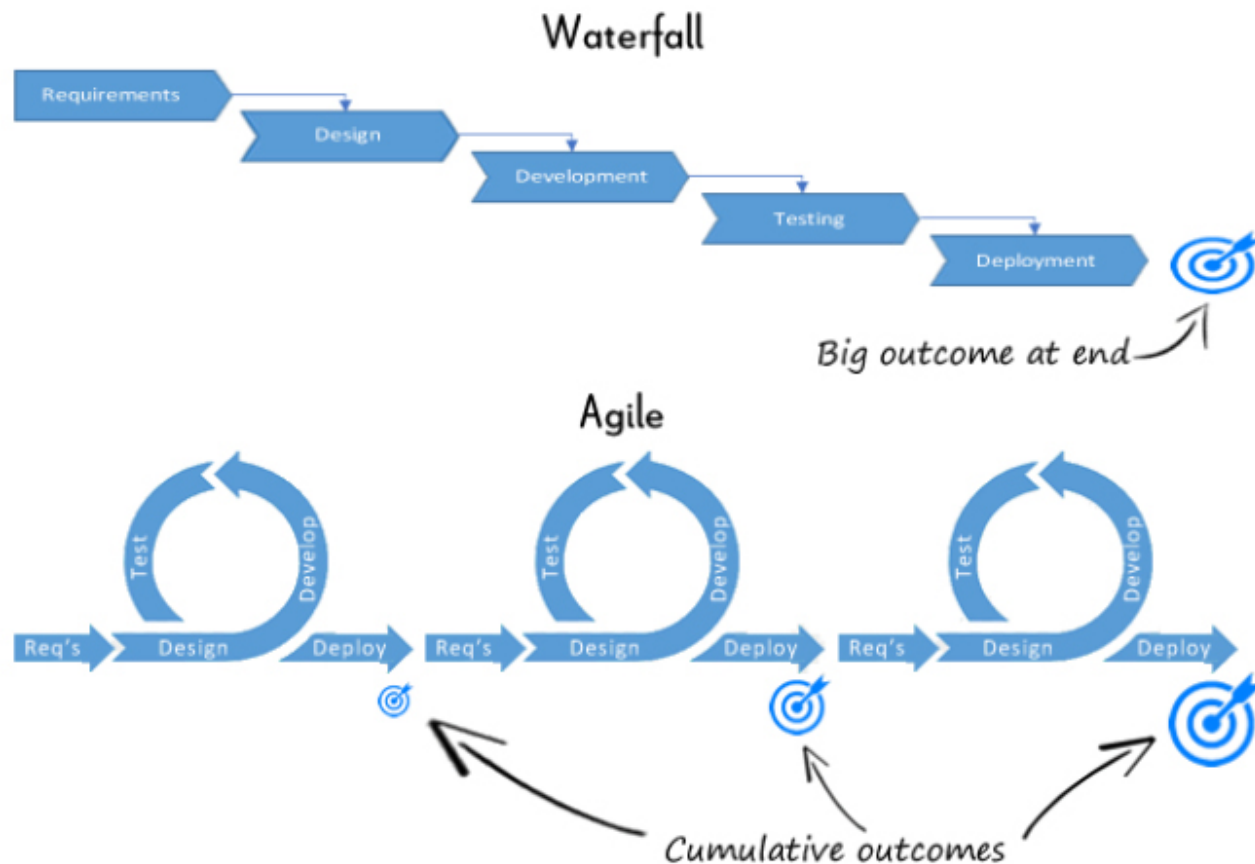 Waterfall
Requirements
Design
Development
Testing
Deployment
Big outcome at end
Agile
Test
Develop
Req's
Design
Deploy
Test
Develop
Req's
Design
Deploy
Test
Develop
Req's
Design
Deploy
Cumulative outcomes